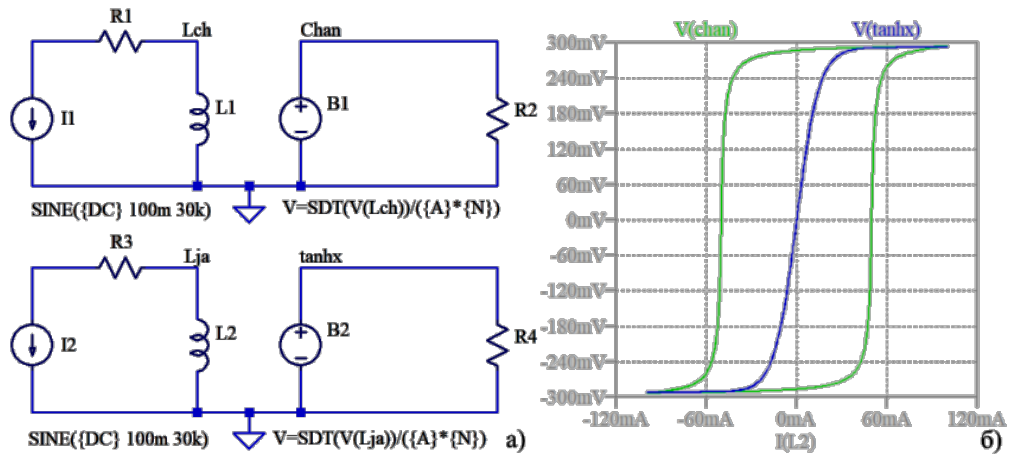 R1
Lch
Chan
I1
L1
B1
R2
SINE({DC} 100m 30k)
V=SDT(V(Lch))/({A}*{N})
R3
Lja
tanhx
I2
L2
B2
R4
SINE({DC} 100m 30k)
V=SDT(V(Lja))/({A}*{N})
а)
V(chan)
V(tanhx)
300mV
240mV
180mV
120mV
60mV
0mV
-60mV
-120mV
-180mV
-240mV
-300mV
-120mA
-60mA
0mA
60mA
120mA
I(L2)
б)